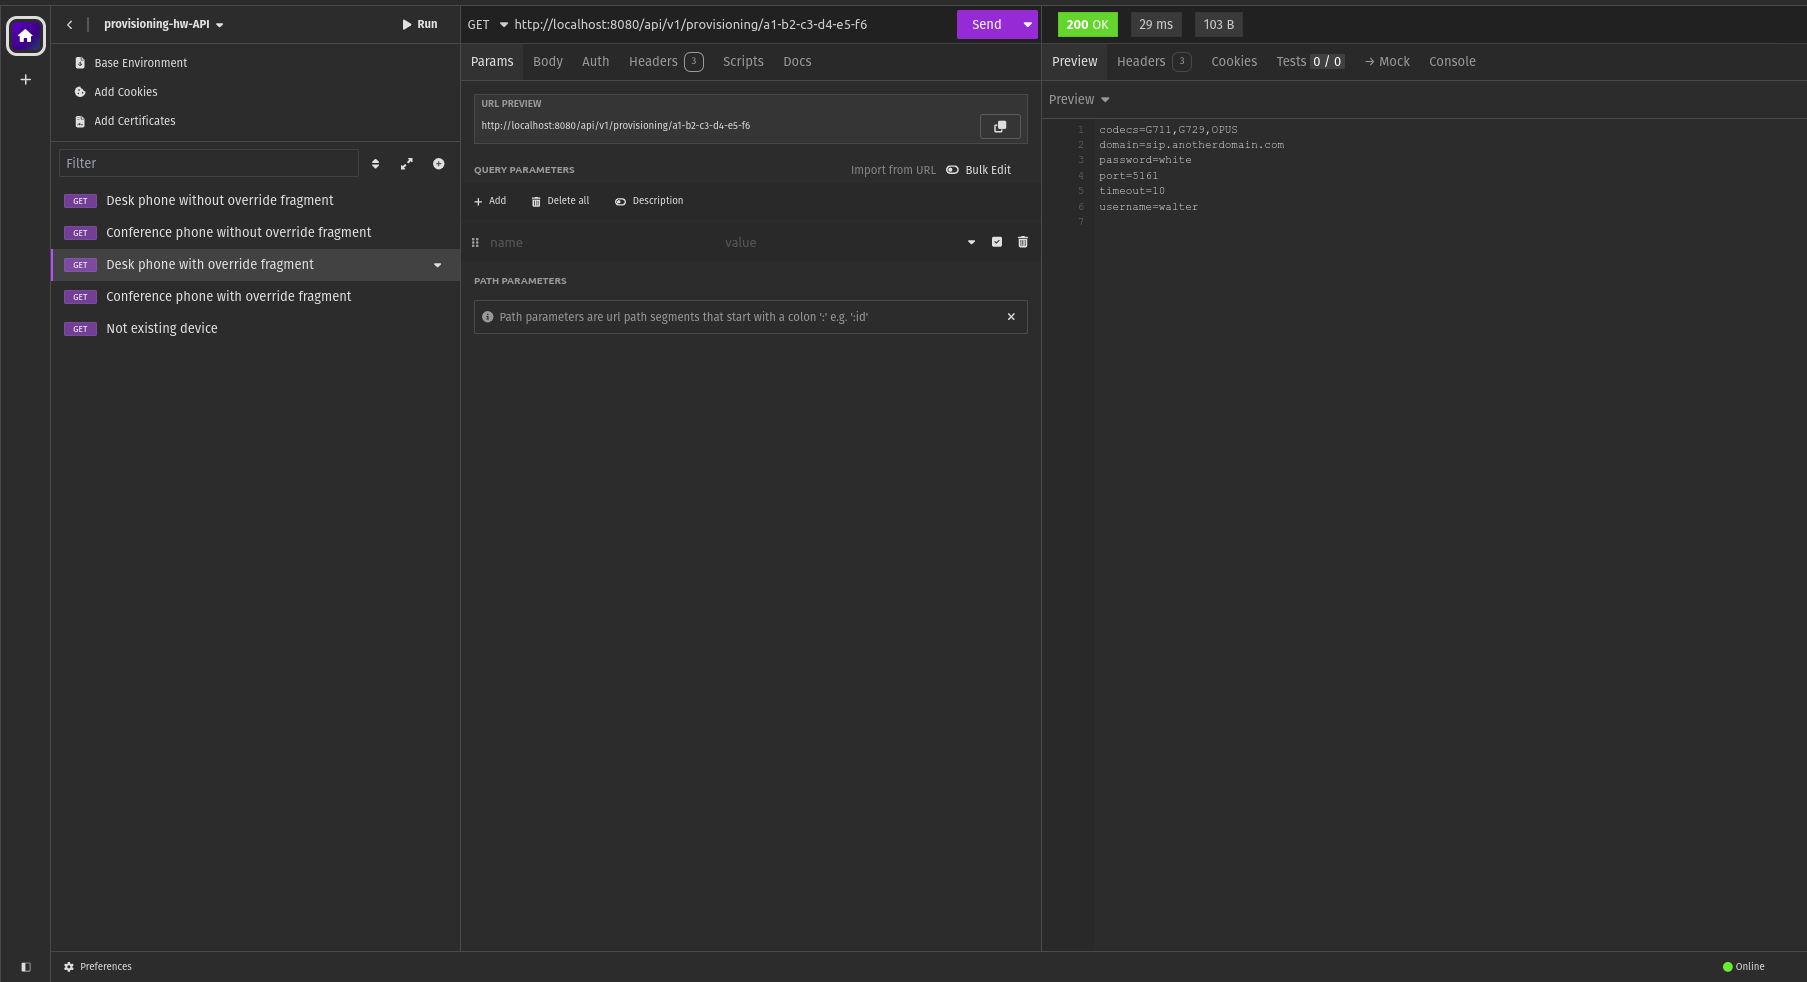 provisioning-hw-API
Run
Base Environment
Add Cookies
Add Certificates
Filter
GET Desk phone without override fragment
GET Conference phone without override fragment
GET Desk phone with override fragment
GET Conference phone with override fragment
GET Not existing device
GET http://localhost:8080/api/v1/provisioning/a1-b2-c3-d4-e5-f6 Send
Params Body Auth Headers 3 Scripts Docs
URL PREVIEW
http://localhost:8080/api/v1/provisioning/a1-b2-c3-d4-e5-f6
QUERY PARAMETERS Import from URL Bulk Edit
+ Add Delete all Description
name value
PATH PARAMETERS
Path parameters are url path segments that start with a colon ':' e.g. ':id'
200 OK 29 ms 103 B
Preview Headers 3 Cookies Tests 0 / 0 → Mock Console
Preview
1 codecs=G711,G729,OPUS
2 domain=sip.anotherdomain.com
3 password=white
4 port=5161
5 timeout=10
6 username=walter
7
Preferences
Online